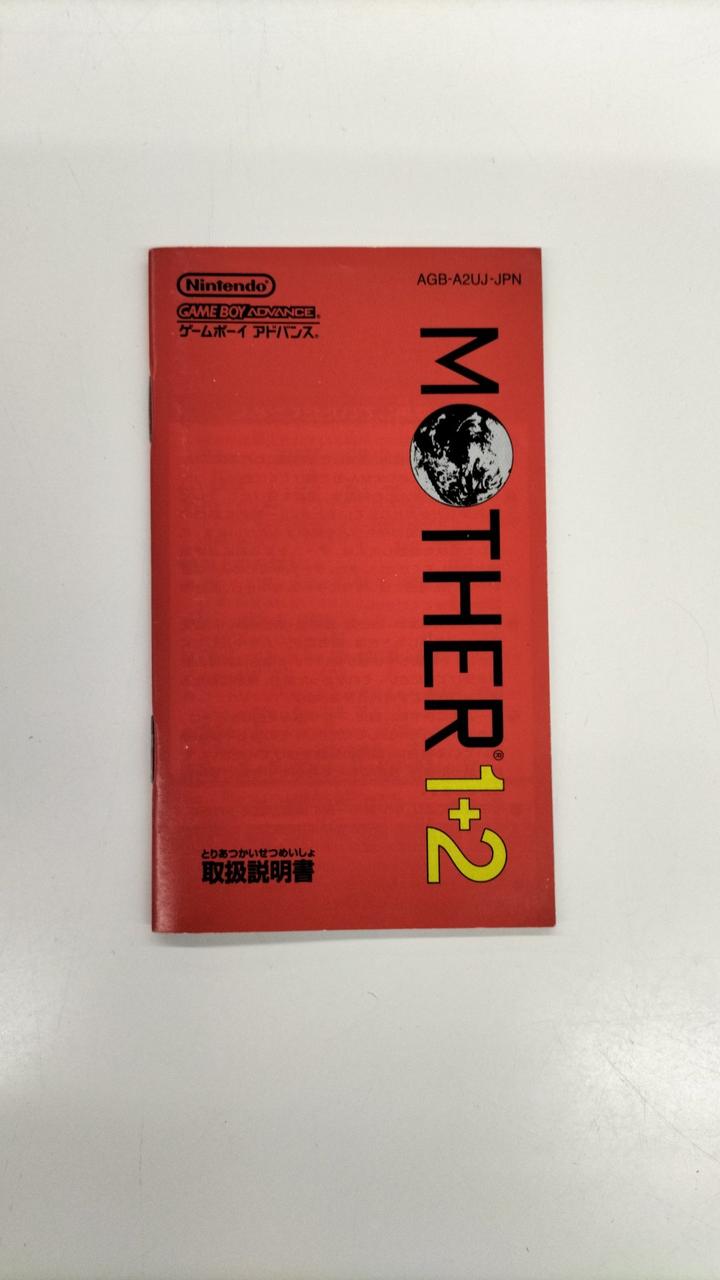 Nintendo®
AGB-A2UJ-JPN
GAME BOY ADVANCE®
ゲームボーイ アドバンス®
MOTHER®1+2
とりあつかいせつめいしょ
取扱説明書